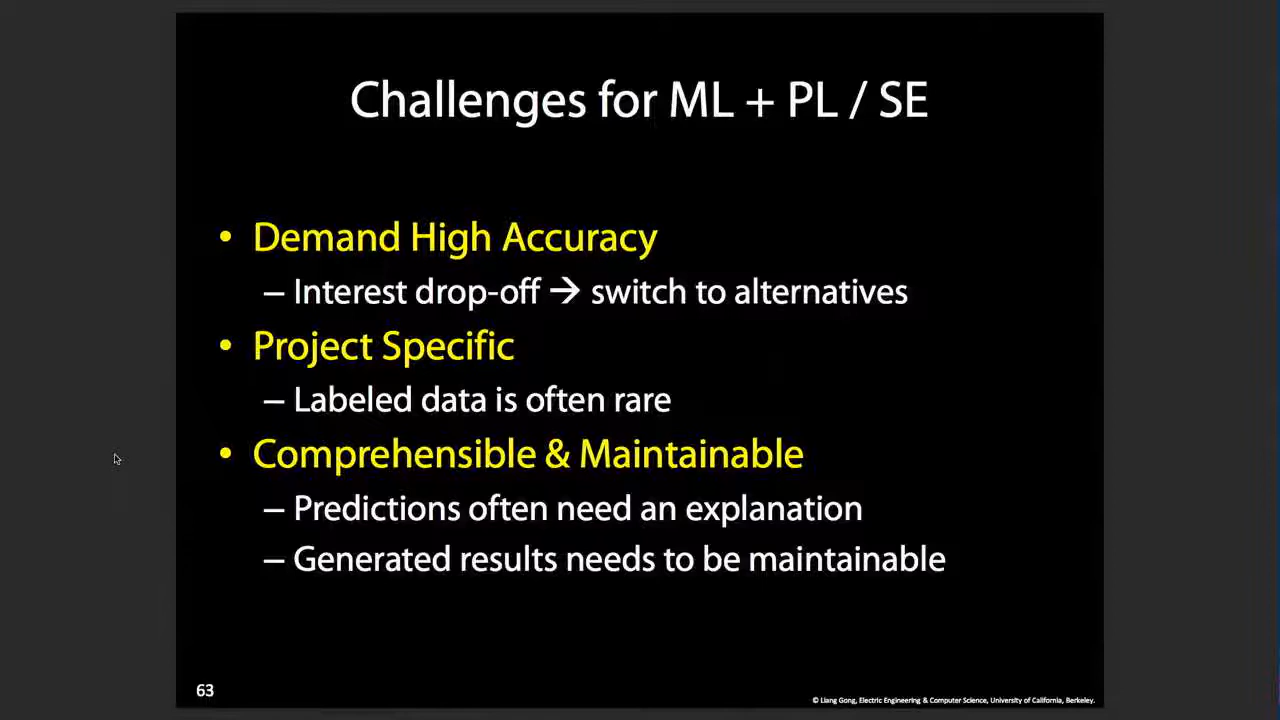 Challenges for ML + PL / SE
• Demand High Accuracy
– Interest drop-off → switch to alternatives
• Project Specific
– Labeled data is often rare
• Comprehensible & Maintainable
– Predictions often need an explanation
– Generated results needs to be maintainable
63
© Liang Gong, Electric Engineering & Computer Science, University of California, Berkeley.